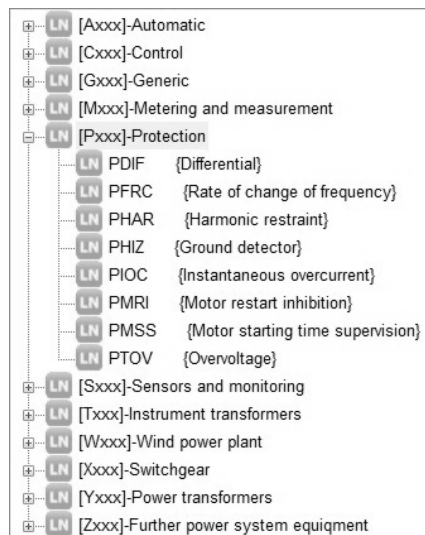 LN [Axxx]-Automatic
LN [Cxxx]-Control
LN [Gxxx]-Generic
LN [Mxxx]-Metering and measurement
LN [Pxxx]-Protection
LN PDIF {Differential}
LN PFRC {Rate of change of frequency}
LN PHAR {Harmonic restraint}
LN PHIZ {Ground detector}
LN PIOC {Instantaneous overcurrent}
LN PMRI {Motor restart inhibition}
LN PMSS {Motor starting time supervision}
LN PTOV {Overvoltage}
LN [Sxxx]-Sensors and monitoring
LN [Txxx]-Instrument transformers
LN [Wxxx]-Wind power plant
LN [Xxxx]-Switchgear
LN [Yxxx]-Power transformers
LN [Zxxx]-Further power system equiqment